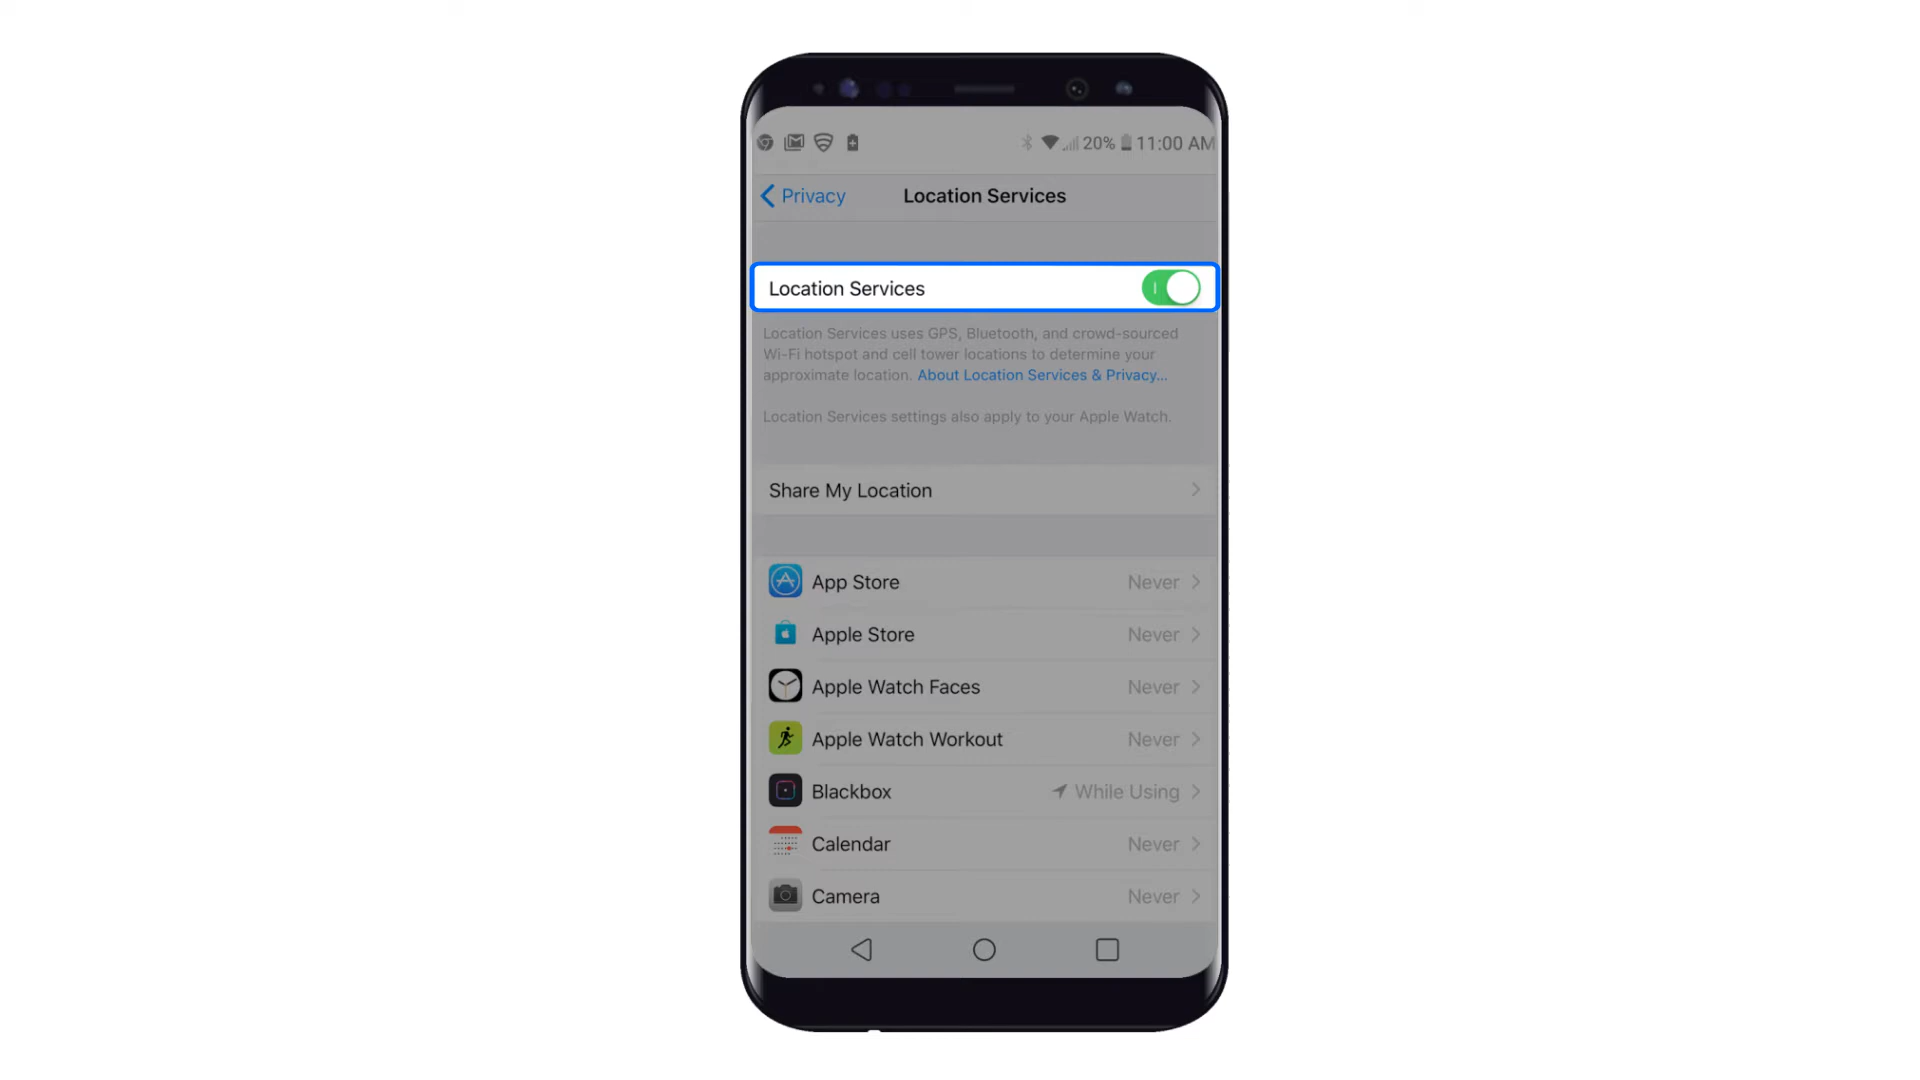 20% 11:00 AM
Privacy Location Services
Location Services
Location Services uses GPS, Bluetooth, and crowd-sourced
Wi-Fi hotspot and cell tower locations to determine your
approximate location. About Location Services & Privacy...
Location Services settings also apply to your Apple Watch.
Share My Location
App Store Never
Apple Store Never
Apple Watch Faces Never
Apple Watch Workout Never
Blackbox While Using
Calendar Never
Camera Never